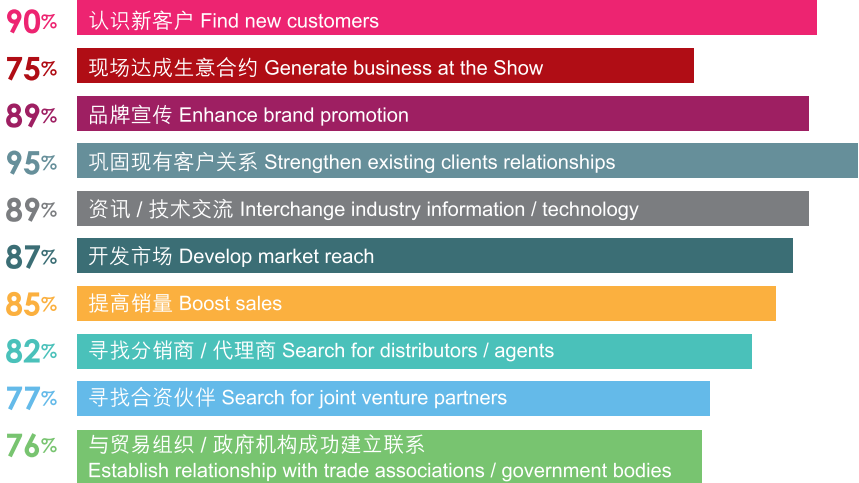 90% 认识新客户 Find new customers
75% 现场达成生意合约 Generate business at the Show
89% 品牌宣传 Enhance brand promotion
95% 巩固现有客户关系 Strengthen existing clients relationships
89% 资讯 / 技术交流 Interchange industry information / technology
87% 开发市场 Develop market reach
85% 提高销量 Boost sales
82% 寻找分销商 / 代理商 Search for distributors / agents
77% 寻找合资伙伴 Search for joint venture partners
76% 与贸易组织 / 政府机构成功建立联系
Establish relationship with trade associations / government bodies